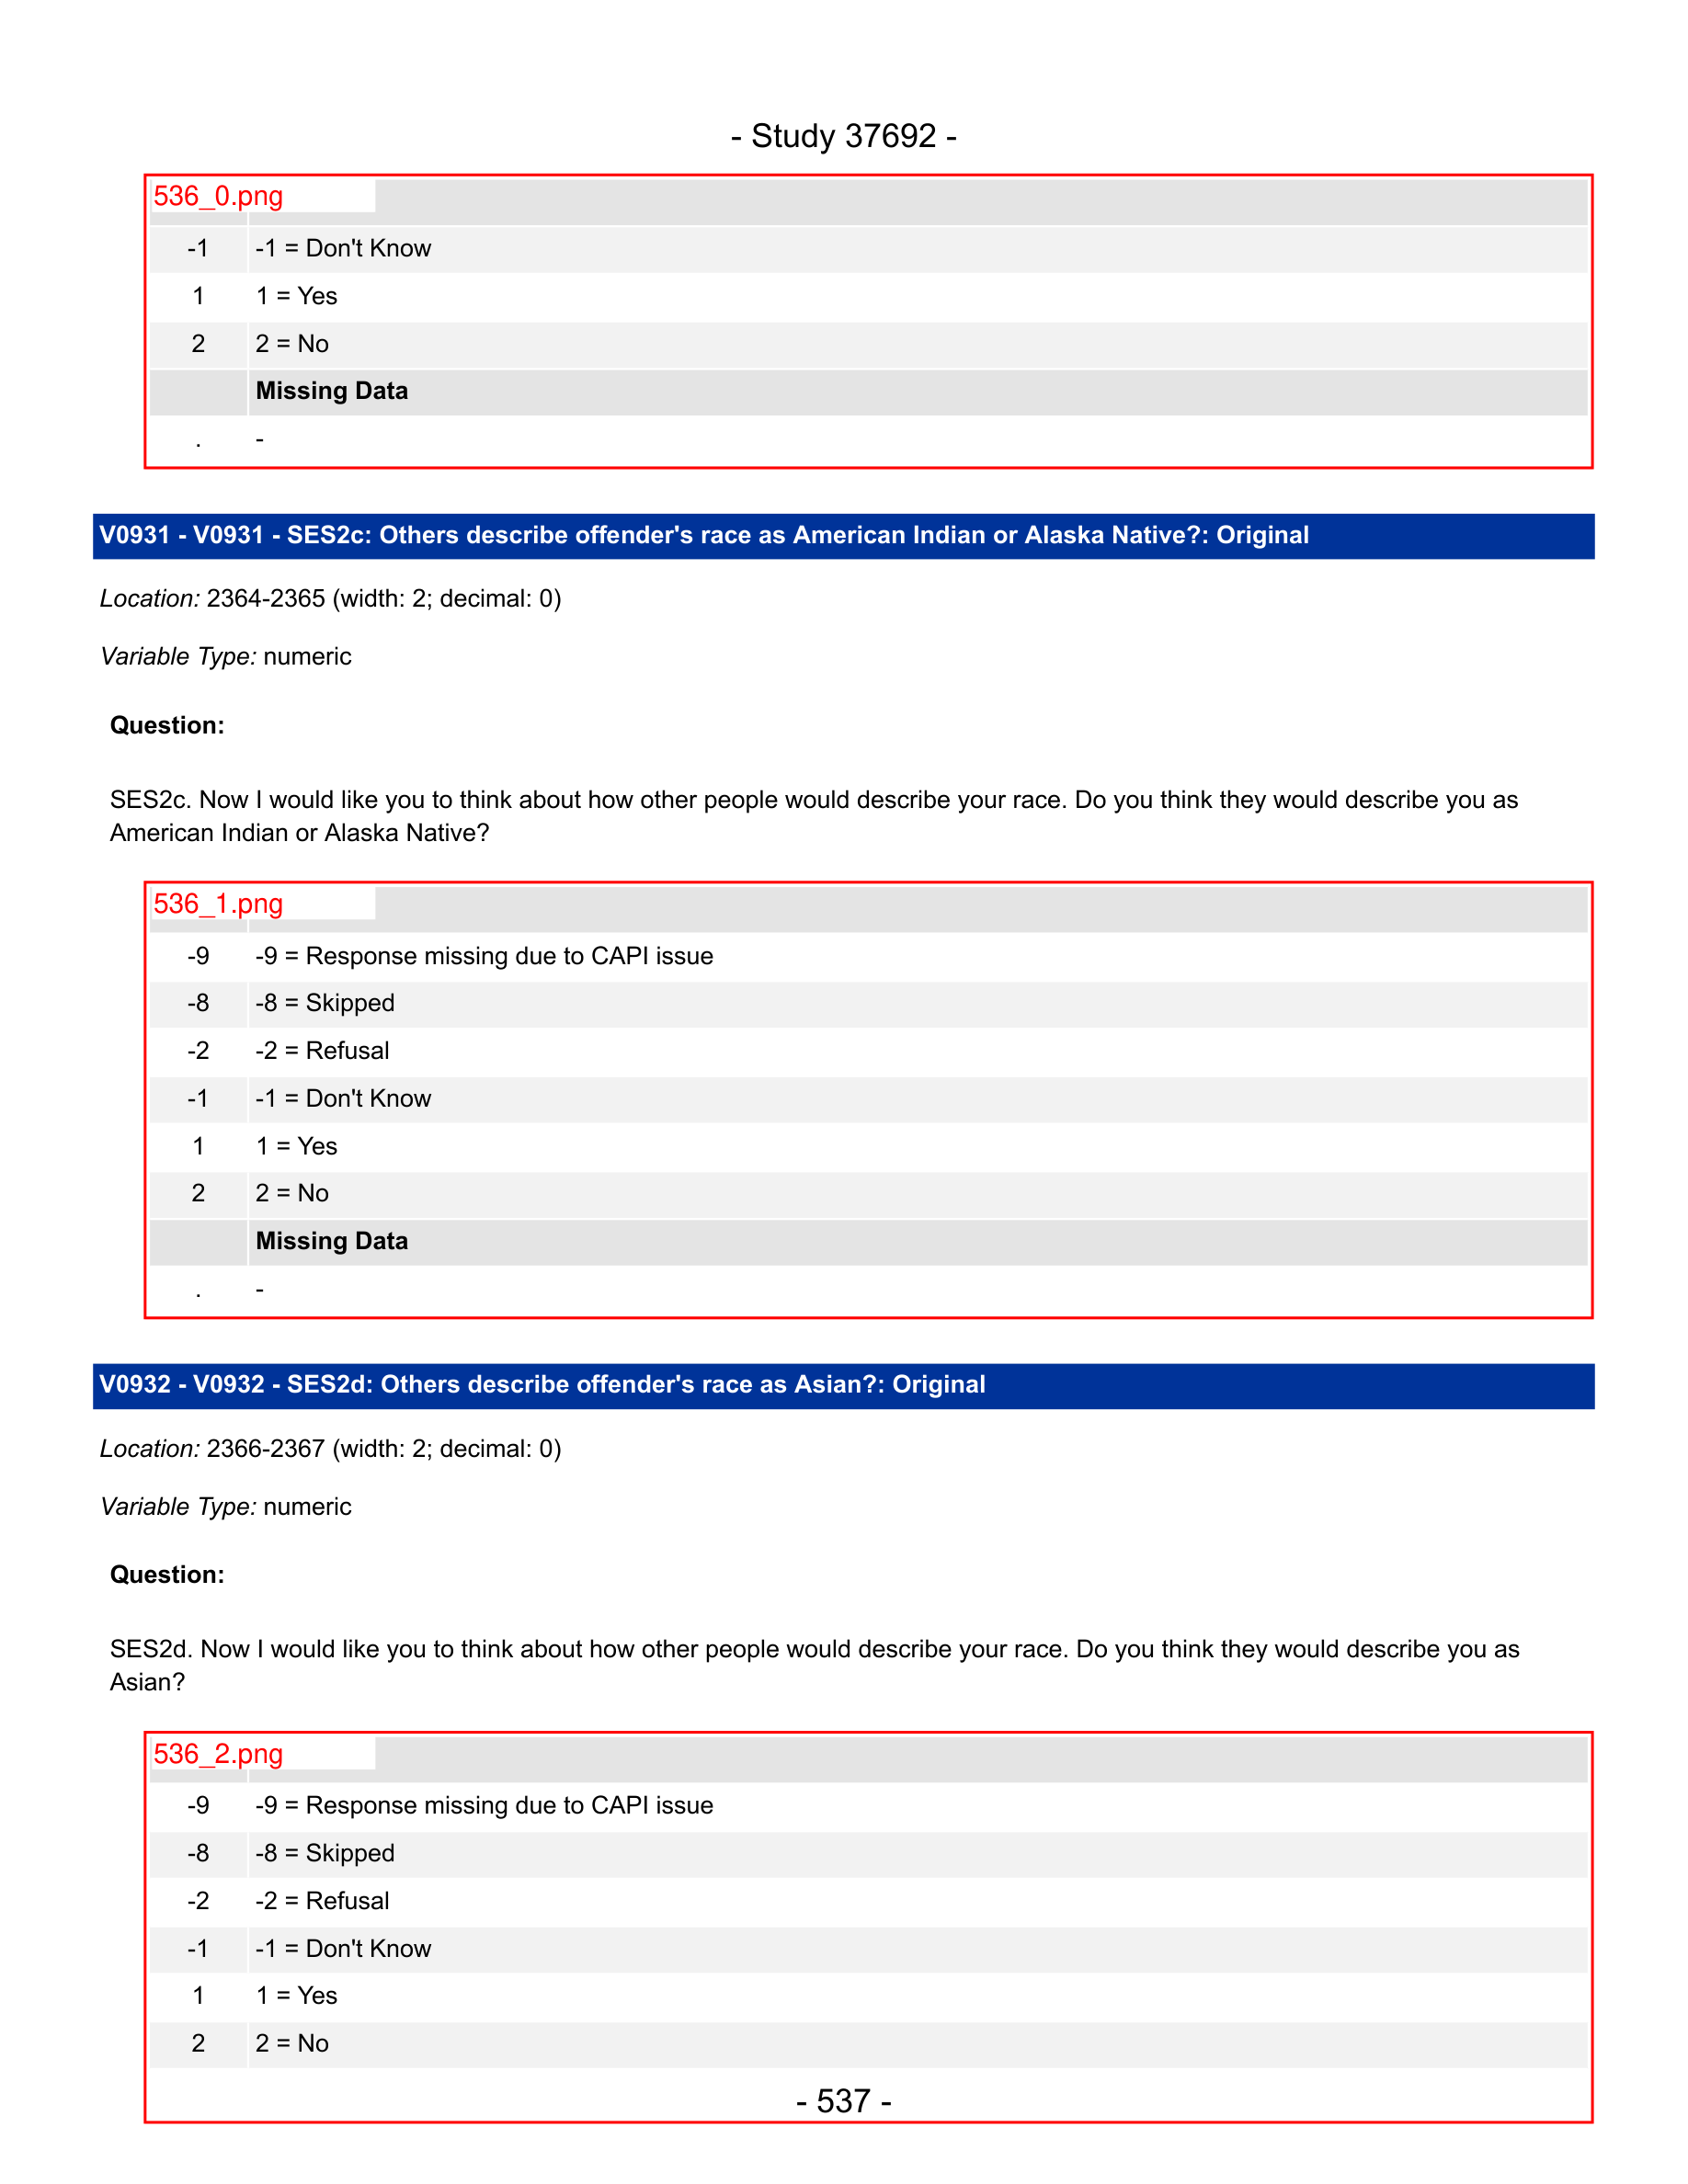 - Study 37692 -
536_0.png
-1 -1 = Don't Know
1 1 = Yes
2 2 = No
Missing Data
. -
V0931 - V0931 - SES2c: Others describe offender's race as American Indian or Alaska Native?: Original
Location: 2364-2365 (width: 2; decimal: 0)
Variable Type: numeric
Question:
SES2c. Now I would like you to think about how other people would describe your race. Do you think they would describe you as
American Indian or Alaska Native?
536_1.png
-9 -9 = Response missing due to CAPI issue
-8 -8 = Skipped
-2 -2 = Refusal
-1 -1 = Don't Know
1 1 = Yes
2 2 = No
Missing Data
. -
V0932 - V0932 - SES2d: Others describe offender's race as Asian?: Original
Location: 2366-2367 (width: 2; decimal: 0)
Variable Type: numeric
Question:
SES2d. Now I would like you to think about how other people would describe your race. Do you think they would describe you as
Asian?
536_2.png
-9 -9 = Response missing due to CAPI issue
-8 -8 = Skipped
-2 -2 = Refusal
-1 -1 = Don't Know
1 1 = Yes
2 2 = No
- 537 -